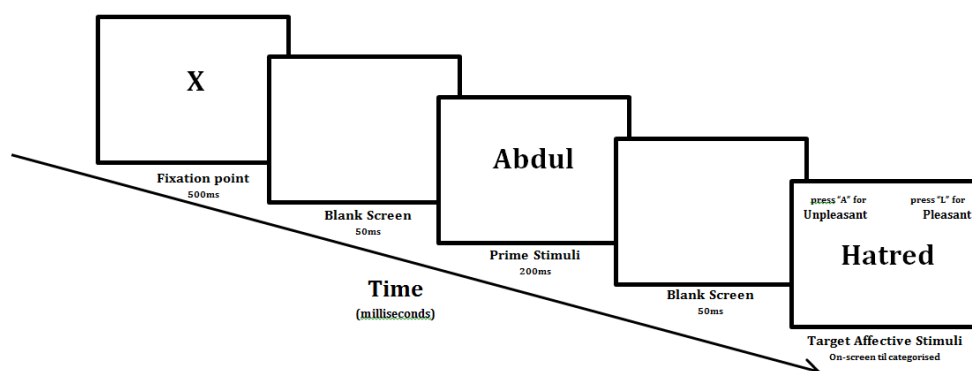 X
Fixation point
500ms
Blank Screen
50ms
Abdul
Prime Stimuli
200ms
Blank Screen
50ms
press "A" for
Unpleasant
press "L" for
Pleasant
Hatred
Target Affective Stimuli
On-screen til categorised
Time
(milliseconds)